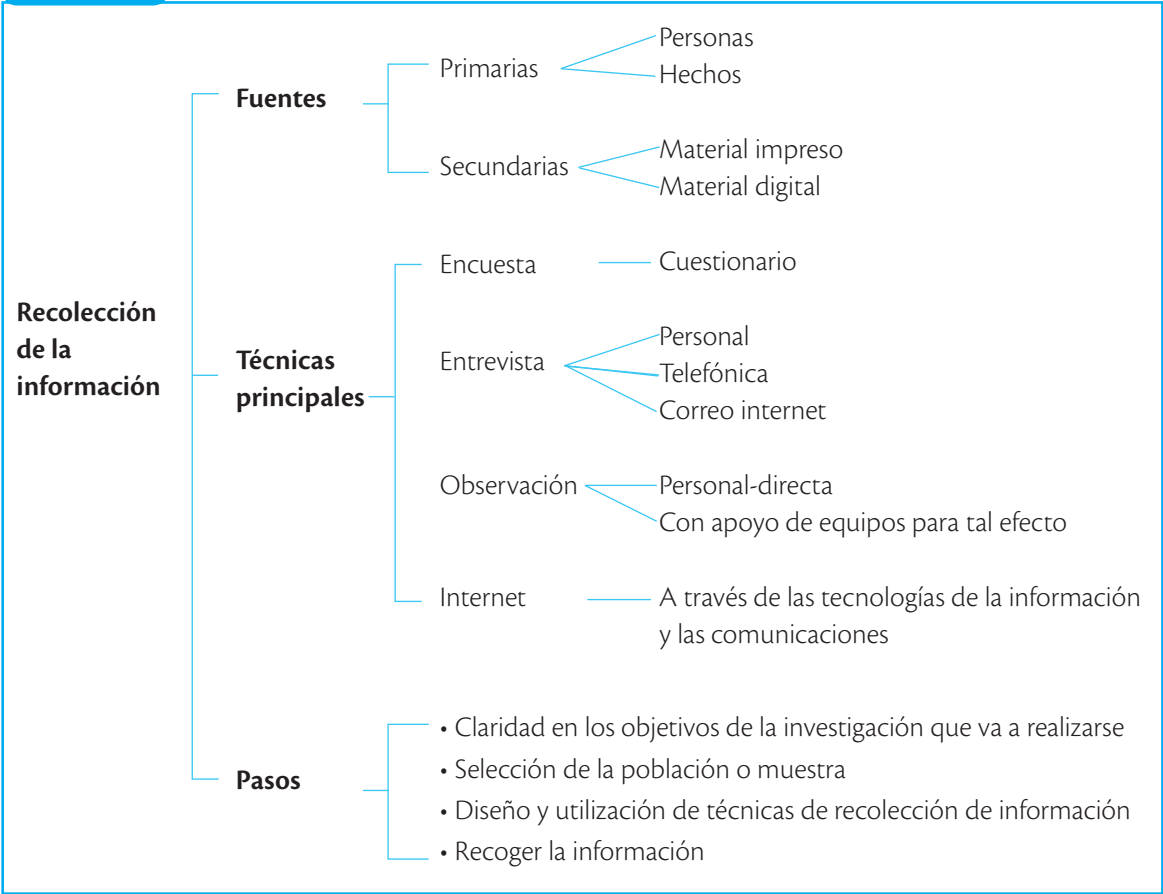 Recolección
de la
información
Fuentes
Primarias
Personas
Hechos
Secundarias
Material impreso
Material digital
Técnicas
principales
Encuesta
Cuestionario
Entrevista
Personal
Telefónica
Correo internet
Observación
Personal-directa
Con apoyo de equipos para tal efecto
Internet
A través de las tecnologías de la información
y las comunicaciones
Pasos
• Claridad en los objetivos de la investigación que va a realizarse
• Selección de la población o muestra
• Diseño y utilización de técnicas de recolección de información
• Recoger la información